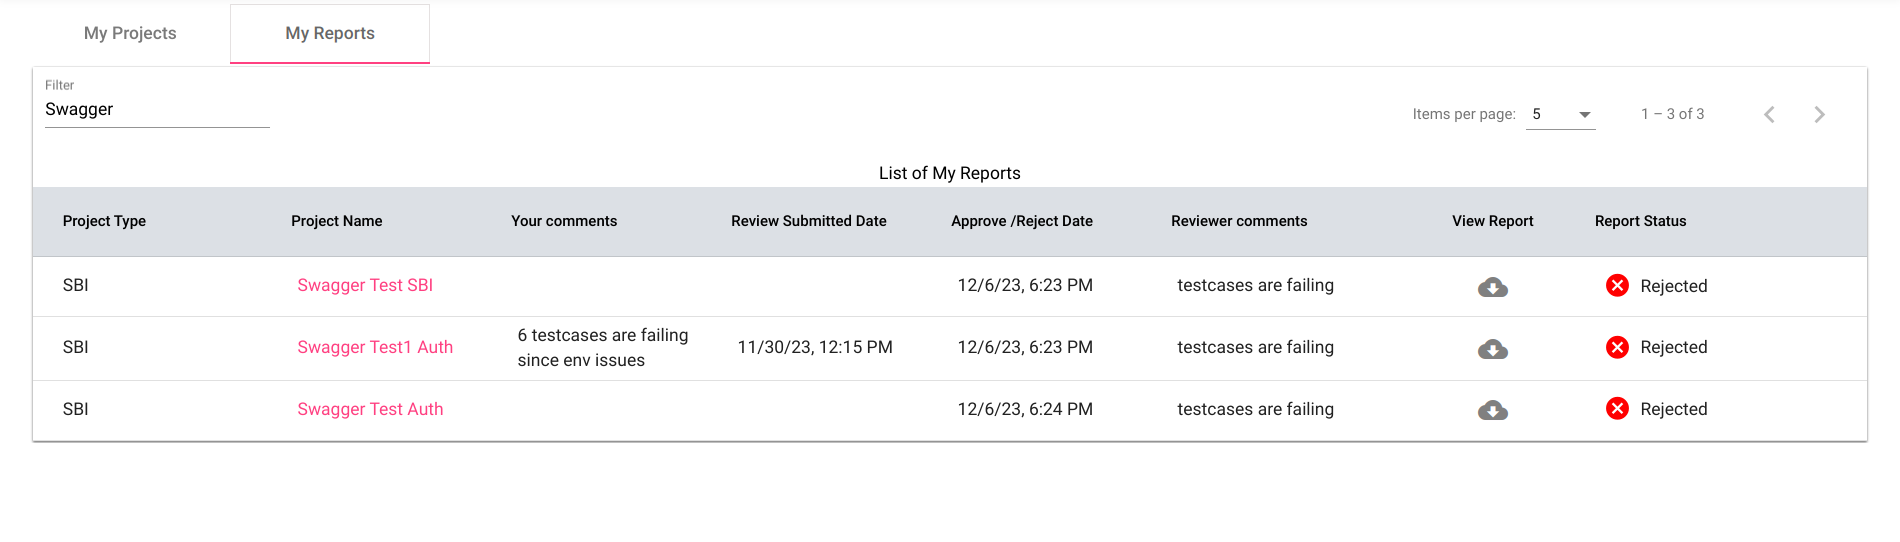 My Projects
My Reports
Filter
Swagger
Items per page: 5 1 – 3 of 3
List of My Reports
Project Type Project Name Your comments Review Submitted Date Approve /Reject Date Reviewer comments View Report Report Status
SBI Swagger Test SBI 12/6/23, 6:23 PM testcases are failing Rejected
SBI Swagger Test1 Auth 6 testcases are failing 11/30/23, 12:15 PM 12/6/23, 6:23 PM testcases are failing Rejected
since env issues
SBI Swagger Test Auth 12/6/23, 6:24 PM testcases are failing Rejected